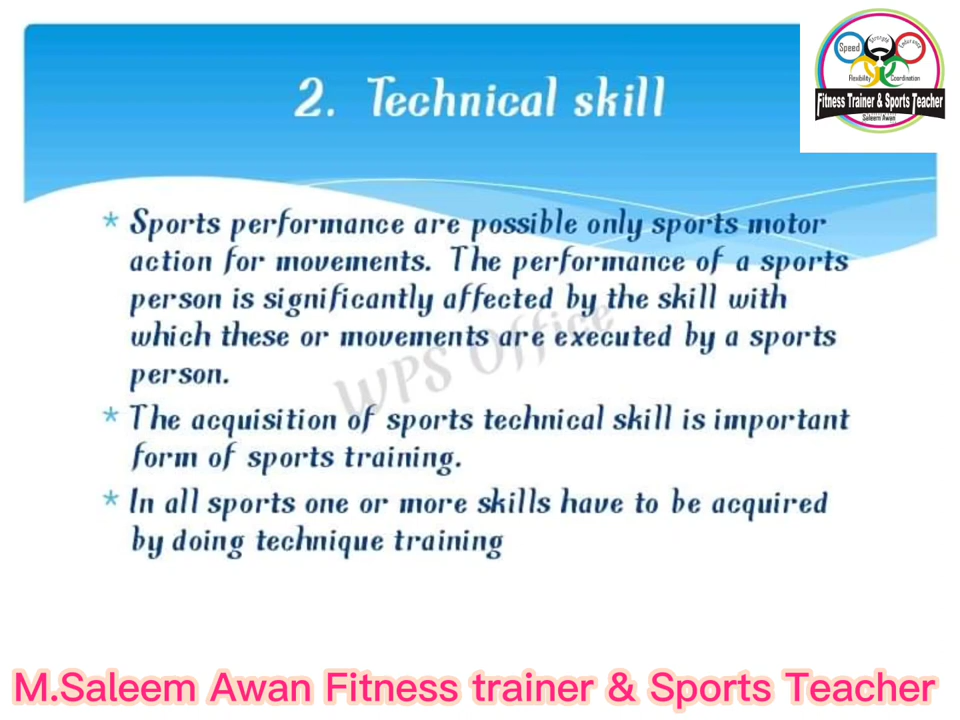 2. Technical skill
Speed
Strength
Endurance
Flexibility
Coordination
Fitness Trainer & Sports Teacher
Saleem Awan
* Sports performance are possible only sports motor
action for movements. The performance of a sports
person is significantly affected by the skill with
which these or movements are executed by a sports
person.
WPS Office
* The acquisition of sports technical skill is important
form of sports training.
* In all sports one or more skills have to be acquired
by doing technique training
M.Saleem Awan Fitness trainer & Sports Teacher